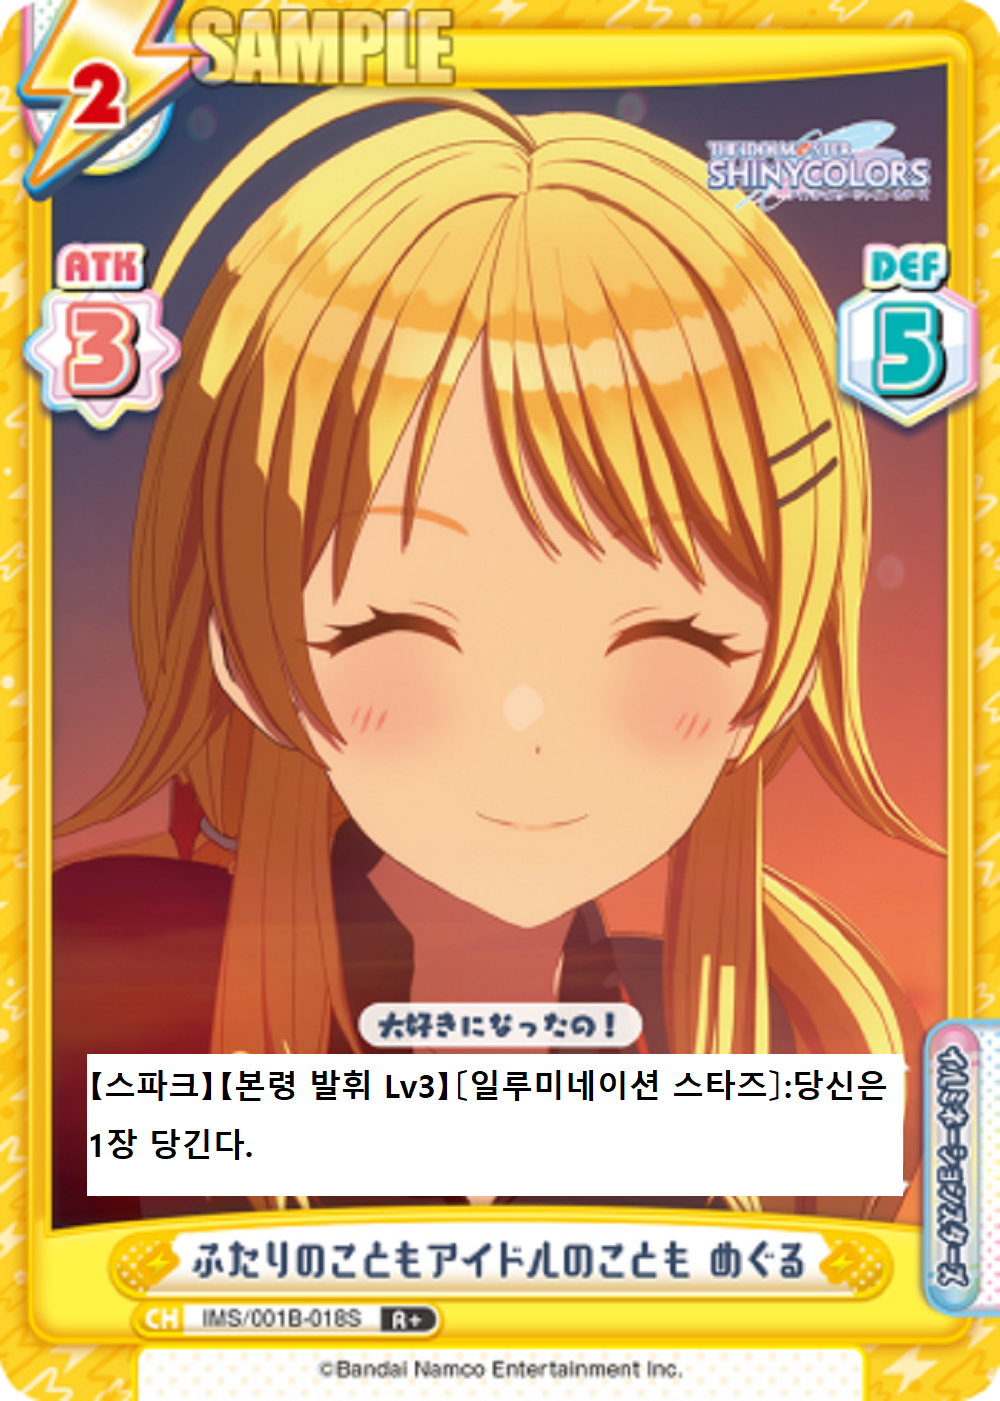 SAMPLE
2
THE IDOLM@STER
SHINYCOLORS
ATK
3
DEF
5
大好きになったの！
【스파크】【본령 발휘 Lv3】〔일루미네이션 스타즈〕:당신은
1장 당긴다.
イルミネーションスターズ
ふたりのこともアイドルのことも めぐる
CH IMS/001B-018S R+
©Bandai Namco Entertainment Inc.